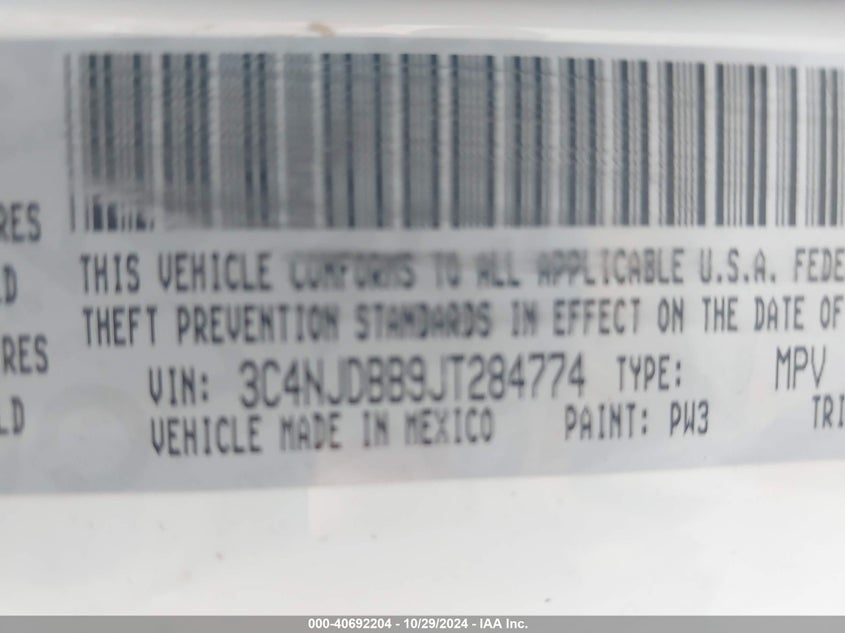 RES
THIS VEHICLE CONFORMS TO ALL APPLICABLE U.S.A. FEDE
LD
THEFT PREVENTION STANDARDS IN EFFECT ON THE DATE OF
RES
VIN: 3C4NJDBB9JT284774 TYPE: MPV
LD
VEHICLE MADE IN MEXICO PAINT: PW3 TRI
000-40692204 - 10/29/2024 - IAA Inc.